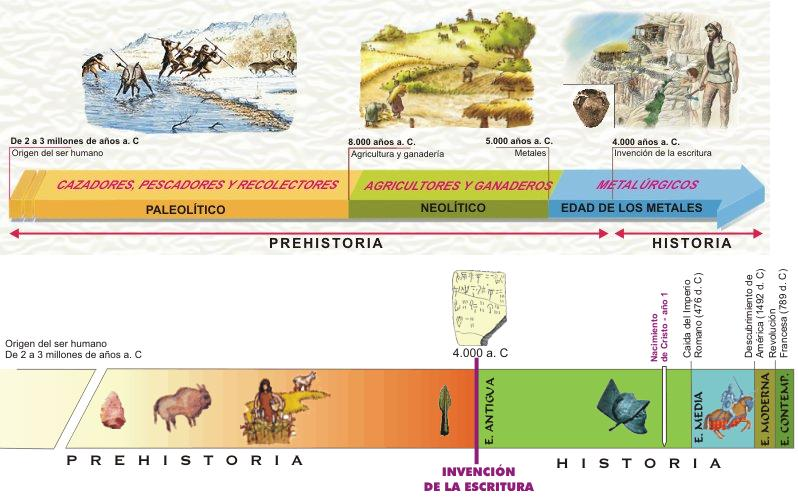 De 2 a 3 millones de años a. C
Origen del ser humano
8.000 años a. C.
Agricultura y ganadería
5.000 años a. C.
Metales
4.000 años a. C.
Invención de la escritura
CAZADORES, PESCADORES Y RECOLECTORES
AGRICULTORES Y GANADEROS
METALÚRGICOS
PALEOLÍTICO
NEOLÍTICO
EDAD DE LOS METALES
PREHISTORIA
HISTORIA
Origen del ser humano
De 2 a 3 millones de años a. C
4.000 a. C
Nacimiento
de Cristo - año 1
Caida del Imperio
Romano (476 d. C)
Descubrimiento de
América (1492 d. C)
Revolución
Francesa (789 d. C)
E. ANTIGUA
E. MEDIA
E. MODERNA
E. CONTEMP.
PREHISTORIA
HISTORIA
INVENCIÓN
DE LA ESCRITURA